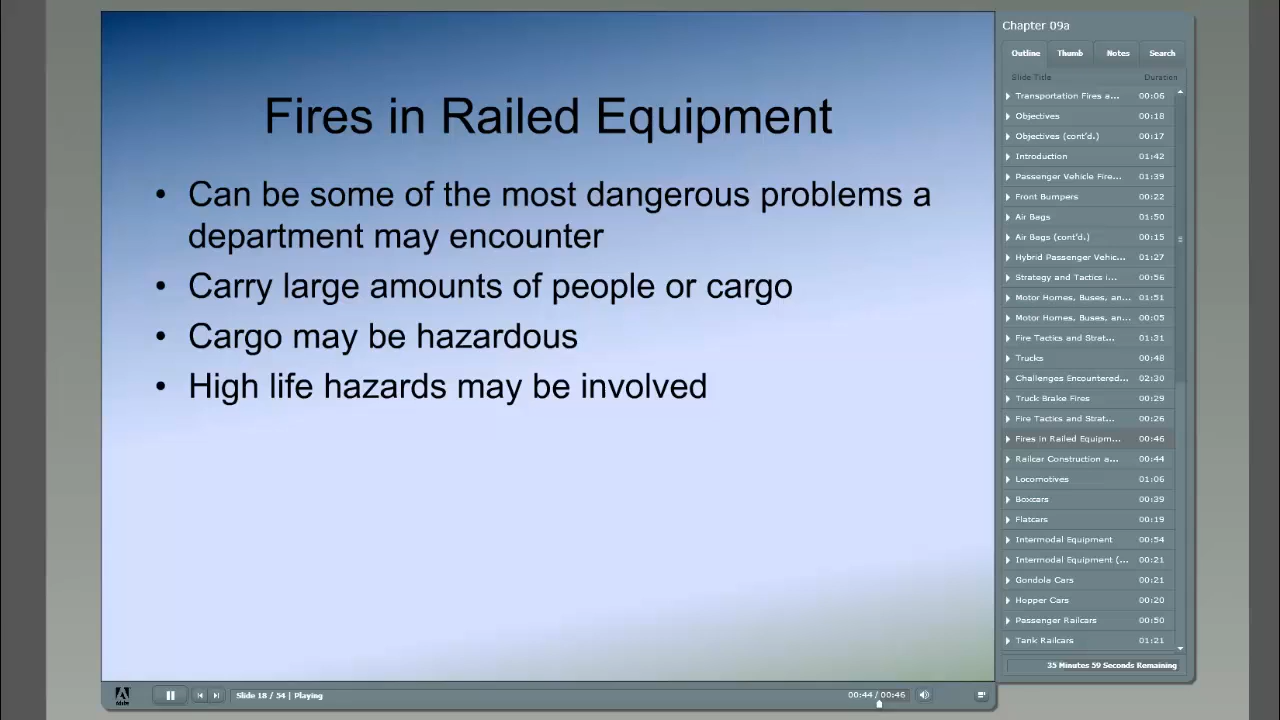 Fires in Railed Equipment
• Can be some of the most dangerous problems a
department may encounter
• Carry large amounts of people or cargo
• Cargo may be hazardous
• High life hazards may be involved
Chapter 09a
Outline Thumb Notes Search
Slide Title Duration
Transportation Fires a... 00:06
Objectives 00:18
Objectives (cont'd.) 00:17
Introduction 01:42
Passenger Vehicle Fire... 01:39
Front Bumpers 00:22
Air Bags 01:50
Air Bags (cont'd.) 00:15
Hybrid Passenger Vehic... 01:27
Strategy and Tactics i... 00:56
Motor Homes, Buses, an... 01:51
Motor Homes, Buses, an... 00:05
Fire Tactics and Strat... 01:31
Trucks 00:48
Challenges Encountered... 02:30
Truck Brake Fires 00:29
Fire Tactics and Strat... 00:26
Fires in Railed Equipm... 00:46
Railcar Construction a... 00:44
Locomotives 01:06
Boxcars 00:39
Flatcars 00:19
Intermodal Equipment 00:54
Intermodal Equipment (... 00:21
Gondola Cars 00:21
Hopper Cars 00:20
Passenger Railcars 00:50
Tank Railcars 01:21
35 Minutes 59 Seconds Remaining
Adobe
Slide 18 / 54 | Playing
00:44 / 00:46